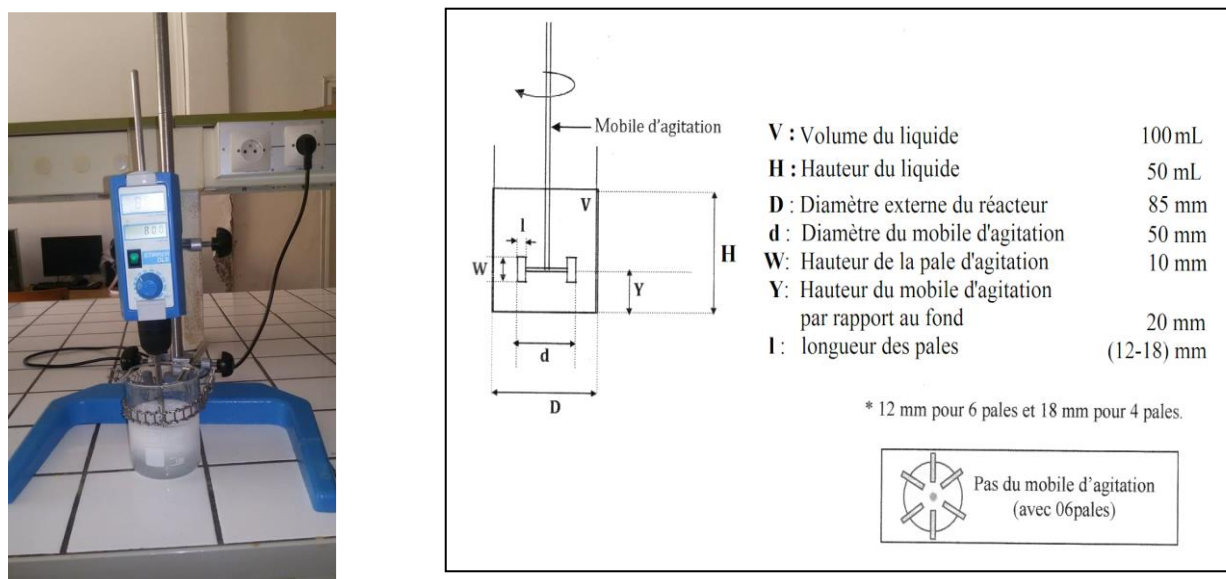 8.00
Mobile d'agitation
V
l
W
H
Y
d
D
V : Volume du liquide 100 mL
H : Hauteur du liquide 50 mL
D : Diamètre externe du réacteur 85 mm
d : Diamètre du mobile d'agitation 50 mm
W: Hauteur de la pale d'agitation 10 mm
Y: Hauteur du mobile d'agitation
par rapport au fond 20 mm
l : longueur des pales (12-18) mm
* 12 mm pour 6 pales et 18 mm pour 4 pales.
Pas du mobile d'agitation
(avec 06pales)